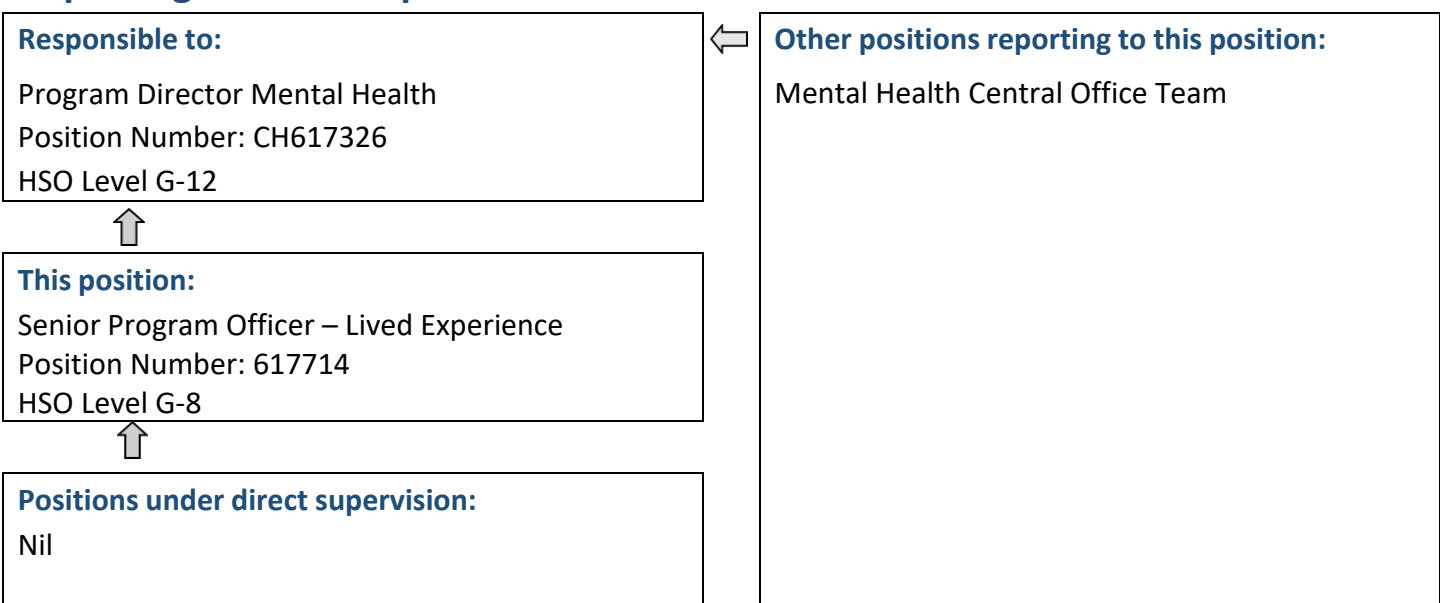 Responsible to:
Program Director Mental Health
Position Number: CH617326
HSO Level G-12
Other positions reporting to this position:
Mental Health Central Office Team
This position:
Senior Program Officer – Lived Experience
Position Number: 617714
HSO Level G-8
Positions under direct supervision:
Nil